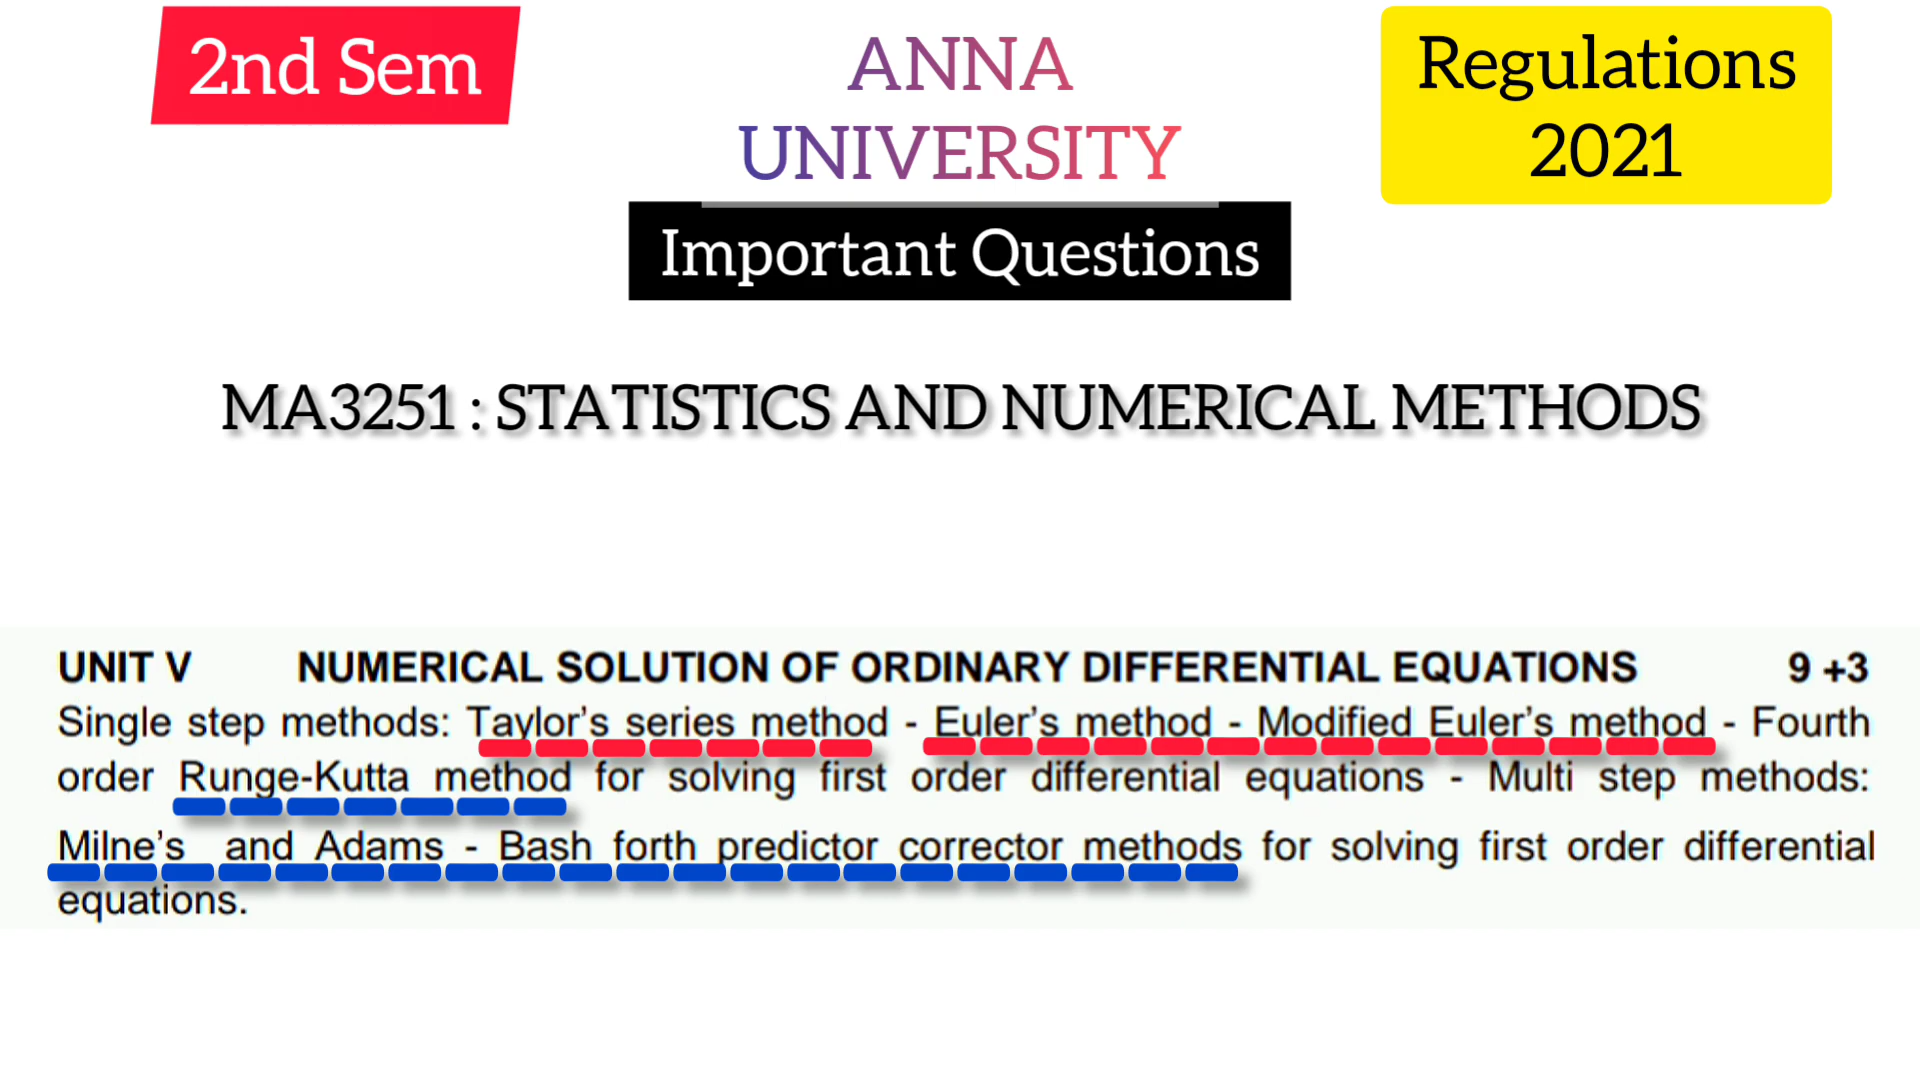 2nd Sem
ANNA
UNIVERSITY
Regulations
2021
Important Questions
MA3251 : STATISTICS AND NUMERICAL METHODS
UNIT V NUMERICAL SOLUTION OF ORDINARY DIFFERENTIAL EQUATIONS 9 +3
Single step methods: Taylor's series method - Euler's method - Modified Euler's method - Fourth
order Runge-Kutta method for solving first order differential equations - Multi step methods:
Milne's and Adams - Bash forth predictor corrector methods for solving first order differential
equations.